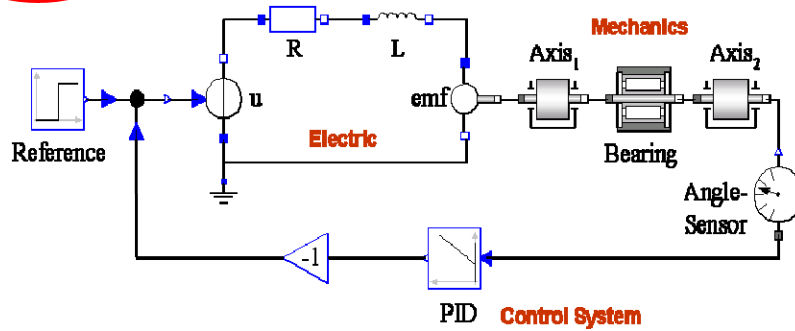 Mechanics
R
L
Axis1
Axis2
u
emf
Reference
Electric
Bearing
Angle-
Sensor
-1
PID
Control System